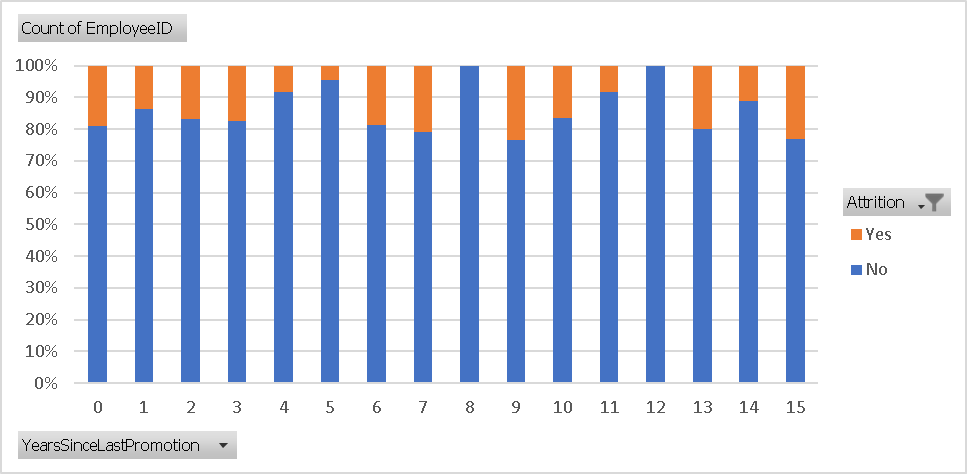 Count of EmployeeID
100%
90%
80%
70%
60%
50%
40%
30%
20%
10%
0%
0 1 2 3 4 5 6 7 8 9 10 11 12 13 14 15
Attrition
Yes
No
YearsSinceLastPromotion